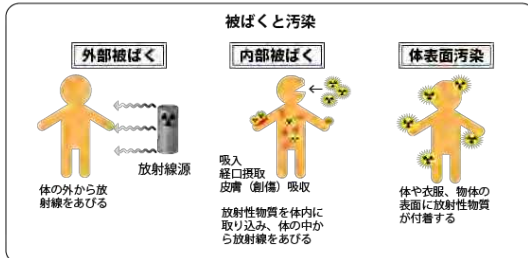 被ばくと汚染
外部被ばく
放射線源
体の外から放
射線をあびる
内部被ばく
吸入
経口摂取
皮膚（創傷）吸収
放射性物質を体内に
取り込み、体の中か
ら放射線をあびる
体表面汚染
体や衣服、物体の
表面に放射性物質
が付着する